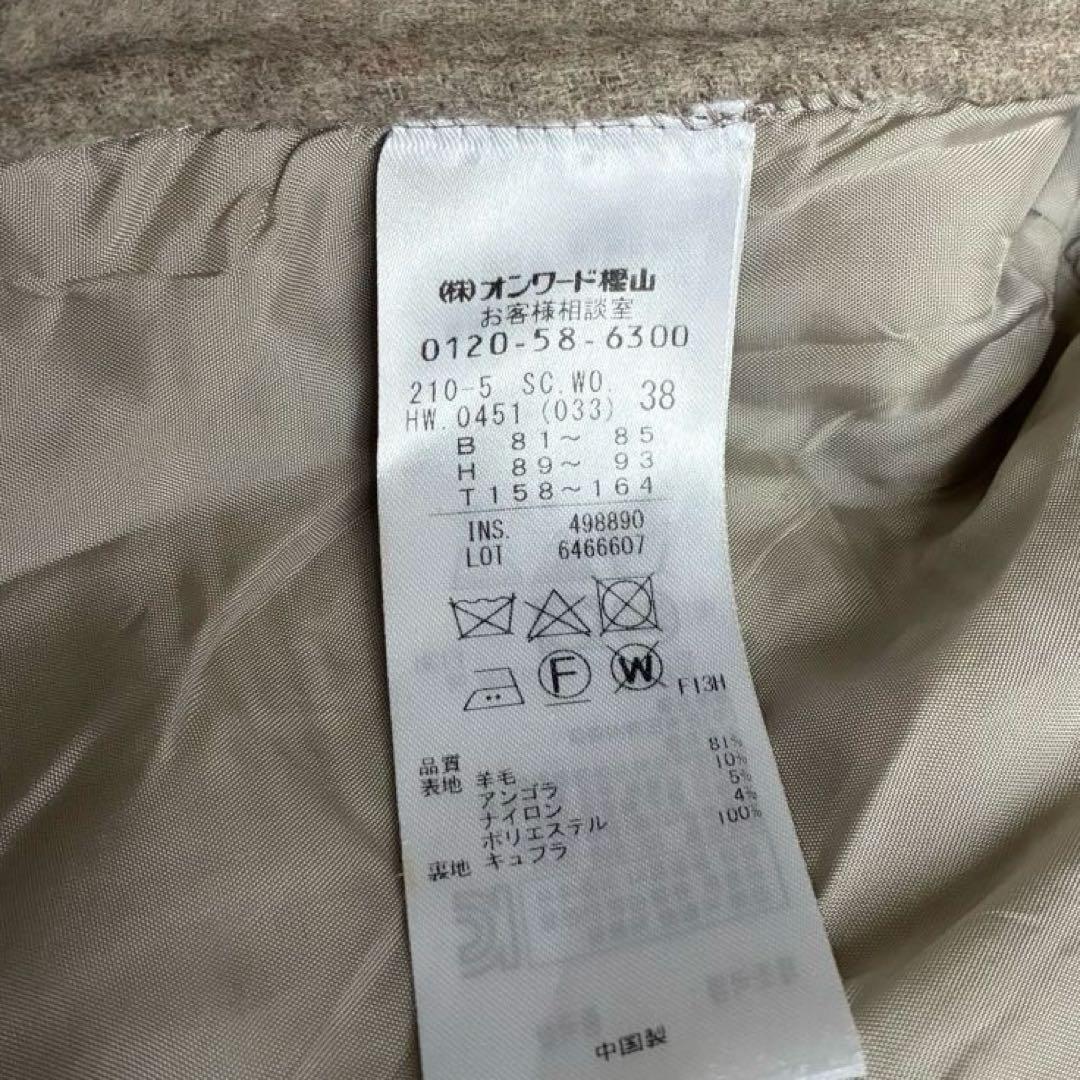 (株)オンワード樫山
お客様相談室
0120-58-6300
210-5 SC.WO.
HW.0451 (033) 38
B 81～ 85
H 89～ 93
T 158～164
INS. 498890
LOT 6466607
F W F13H
品質
表地 羊毛 81%
アンゴラ 10%
ナイロン 5%
ポリエステル 4%
裏地 キュプラ 100%
中国製